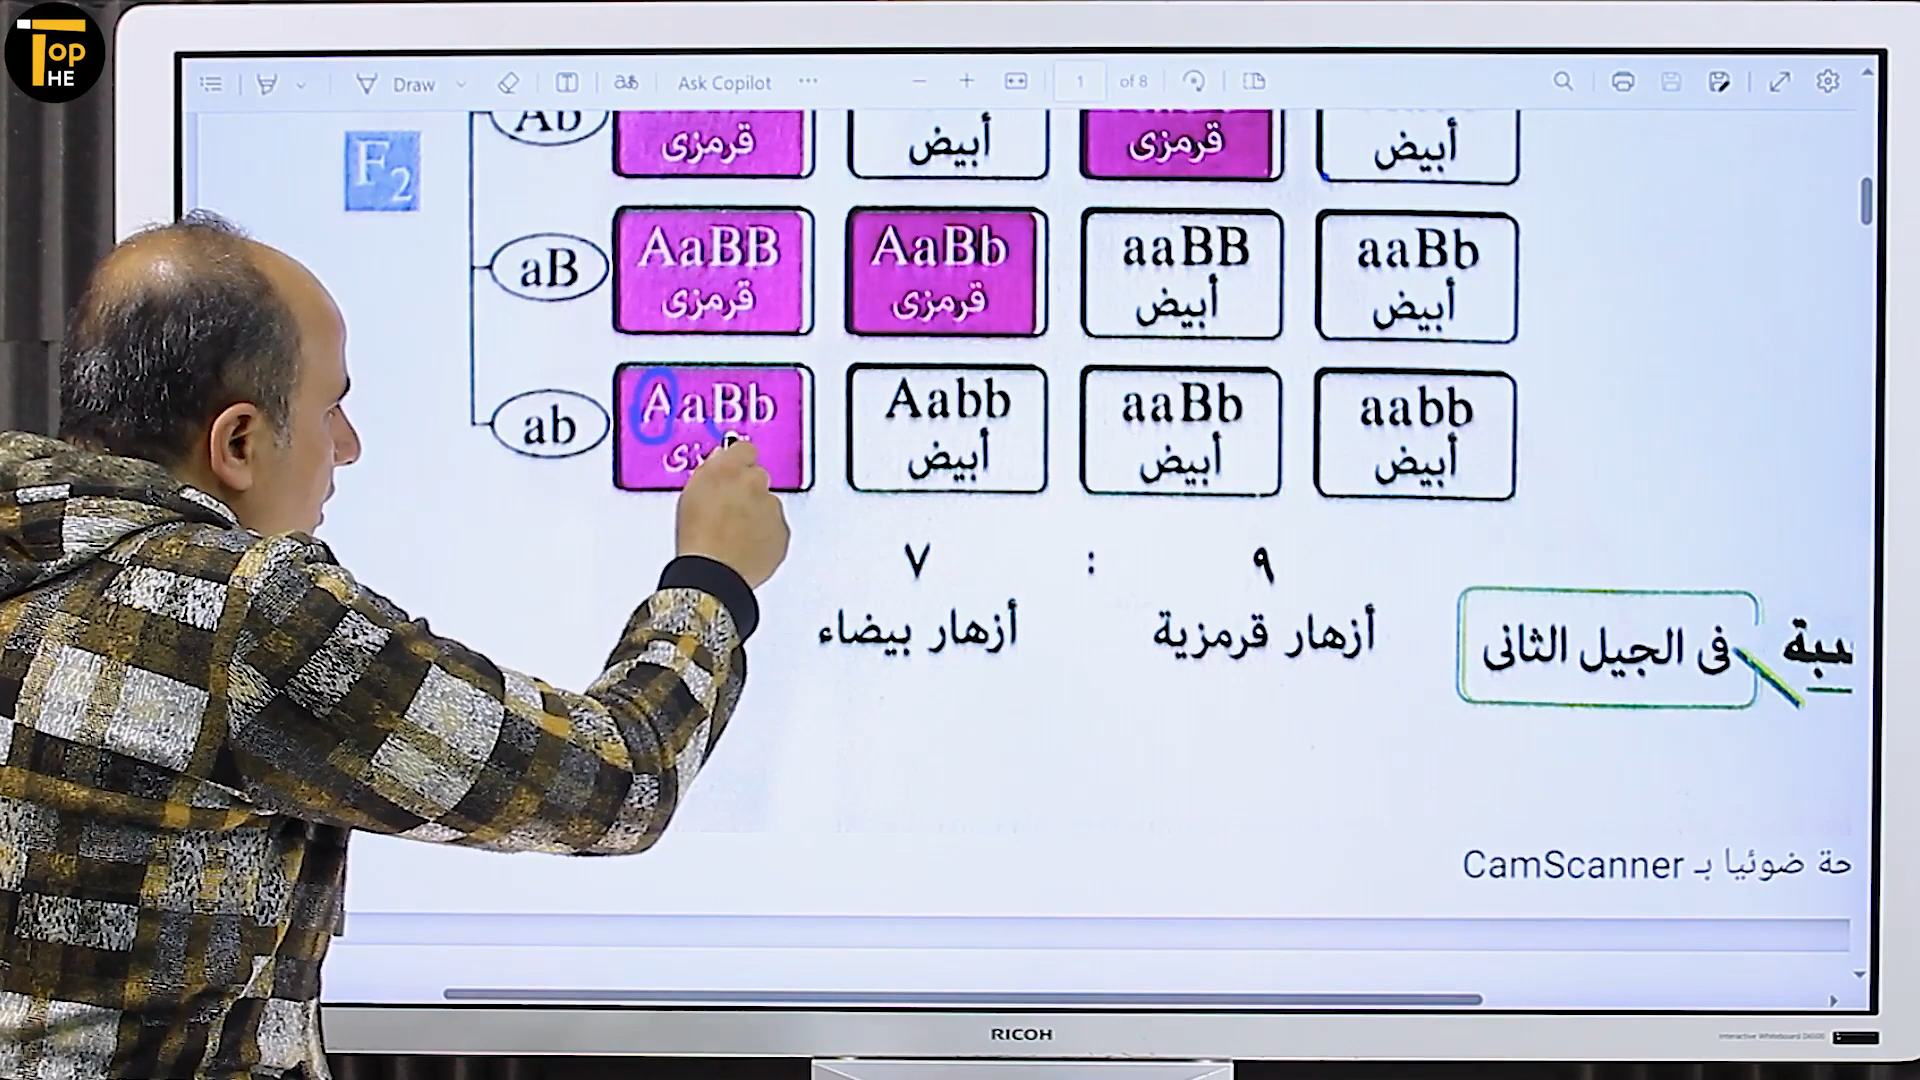 TOP
THE
Draw
Ask Copilot
1 of 8
F2
Ab
قرمزى
أبيض
قرمزى
أبيض
aB
AaBB
قرمزى
AaBb
قرمزى
aaBB
أبيض
aaBb
أبيض
ab
AaBb
Aabb
أبيض
aaBb
أبيض
aabb
أبيض
٩ : ٧
فى الجيل الثانى
أزهار قرمزية
أزهار بيضاء
حة ضوئيا بـ CamScanner
RICOH